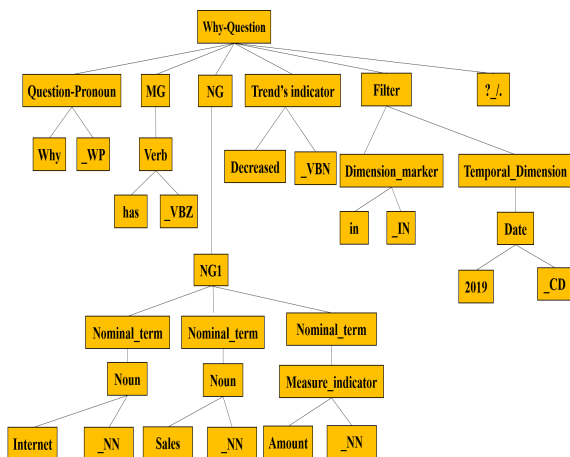 Why-Question
Question-Pronoun MG NG Trend's indicator Filter ?_/.
Why _WP Verb Decreased _VBN Dimension_marker Temporal_Dimension
has _VBZ in _IN Date
NG1 2019 _CD
Nominal_term Nominal_term Nominal_term
Noun Noun Measure_indicator
Internet _NN Sales _NN Amount _NN